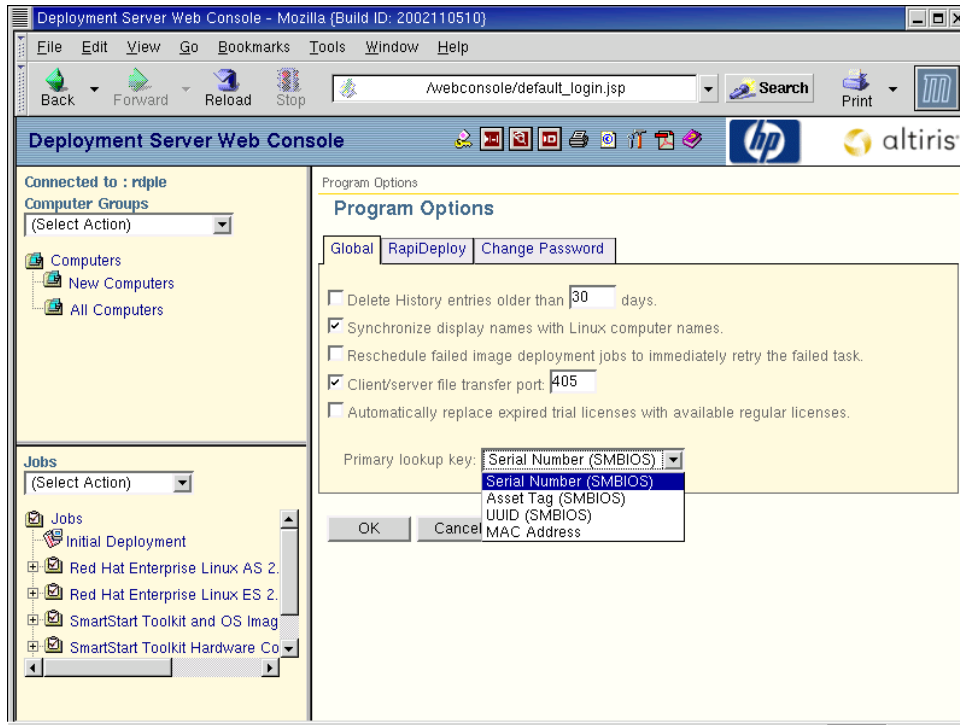 Deployment Server Web Console - Mozilla {Build ID: 2002110510}
File Edit View Go Bookmarks Tools Window Help
Back Forward Reload Stop /webconsole/default_login.jsp Search Print
Deployment Server Web Console hp altiris
Connected to : rdple
Computer Groups
(Select Action)
Computers
New Computers
All Computers
Jobs
(Select Action)
Jobs
Initial Deployment
Red Hat Enterprise Linux AS 2.
Red Hat Enterprise Linux ES 2.
SmartStart Toolkit and OS Imag
SmartStart Toolkit Hardware Co
Program Options
Program Options
Global RapiDeploy Change Password
Delete History entries older than 30 days.
Synchronize display names with Linux computer names.
Reschedule failed image deployment jobs to immediately retry the failed task.
Client/server file transfer port: 405
Automatically replace expired trial licenses with available regular licenses.
Primary lookup key: Serial Number (SMBIOS)
Serial Number (SMBIOS)
Asset Tag (SMBIOS)
UUID (SMBIOS)
MAC Address
OK Cancel